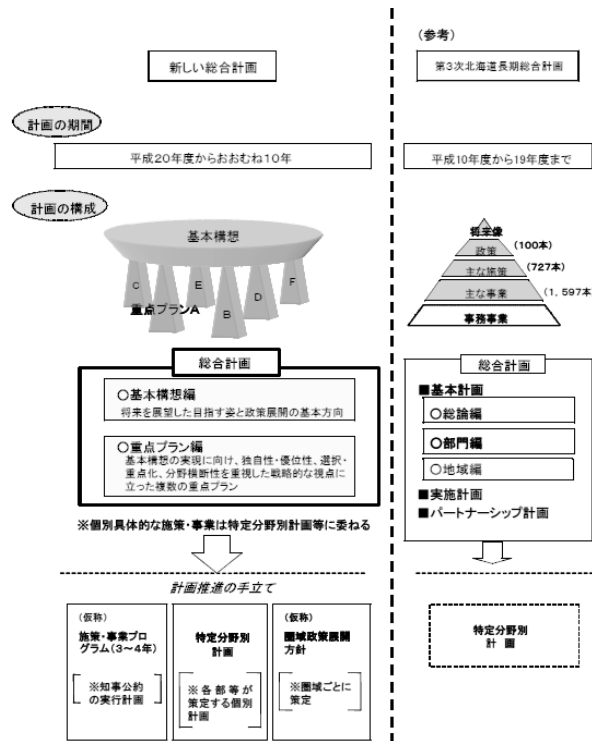 新しい総合計画
計画の期間
平成20年度からおおむね10年
計画の構成
基本構想
C
E
F
重点プランA
B
D
総合計画
○基本構想編
将来を展望した目指す姿と政策展開の基本方向
○重点プラン編
基本構想の実現に向け、独自性・優位性、選択・
重点化、分野横断性を重視した戦略的な視点に
立った複数の重点プラン
※個別具体的な施策・事業は特定分野別計画等に委ねる
計画推進の手立て
(仮称)
施策・事業プロ
グラム(3~4年)
※知事公約
の実行計画
特定分野別
計画
※各部等が
策定する個別
計画
(仮称)
圏域政策展開
方針
※圏域ごとに
策定
(参考)
第3次北海道長期総合計画
平成10年度から19年度まで
将来像
政策
(100本)
主な施策
(727本)
主な事業
(1,597本
事務事業
総合計画
■基本計画
○総論編
○部門編
○地域編
■実施計画
■パートナーシップ計画
特定分野別
計 画